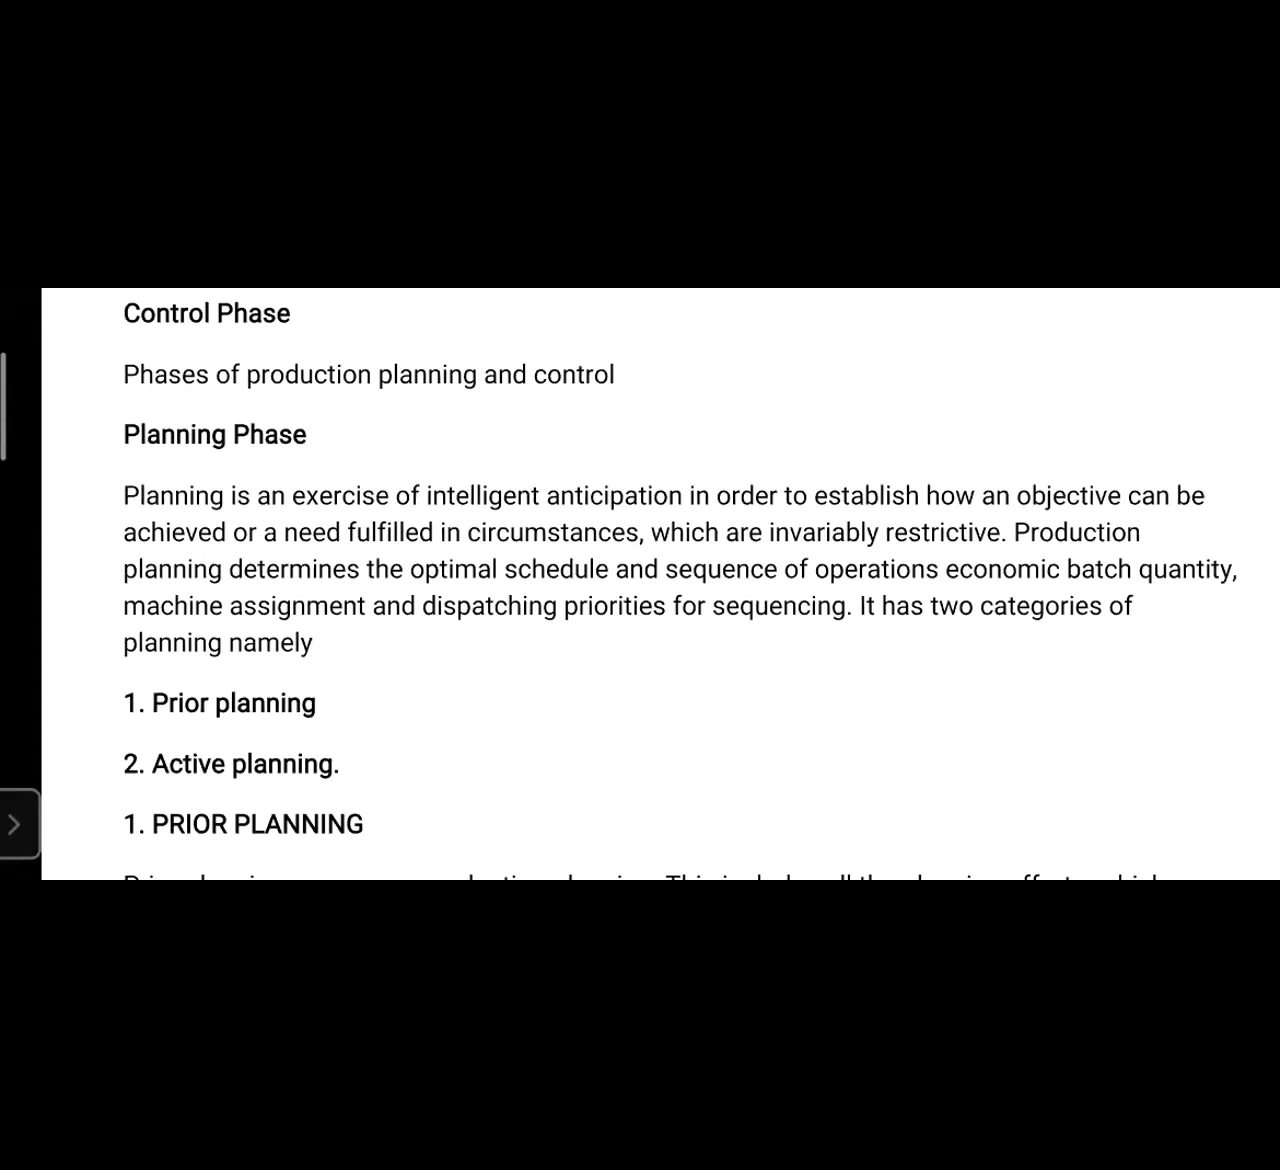 Control Phase
Phases of production planning and control
Planning Phase
Planning is an exercise of intelligent anticipation in order to establish how an objective can be
achieved or a need fulfilled in circumstances, which are invariably restrictive. Production
planning determines the optimal schedule and sequence of operations economic batch quantity,
machine assignment and dispatching priorities for sequencing. It has two categories of
planning namely
1. Prior planning
2. Active planning.
1. PRIOR PLANNING